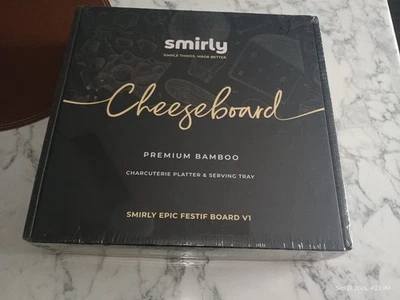 smirly
SIMPLE THINGS, MADE BETTER.
Cheeseboard
PREMIUM BAMBOO
CHARCUTERIE PLATTER & SERVING TRAY
SMIRLY EPIC FESTIF BOARD V1